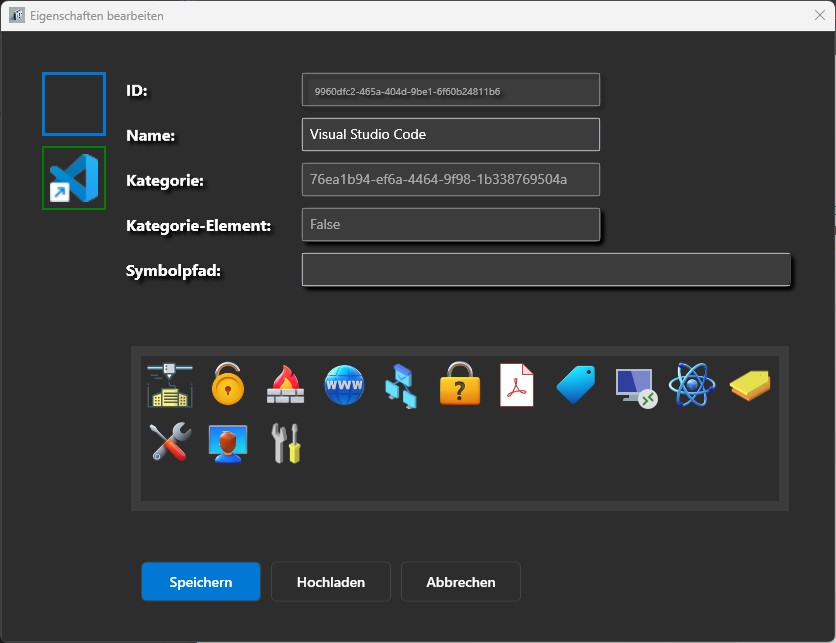 Eigenschaften bearbeiten
ID:
9960dfc2-465a-404d-9be1-6f60b24811b6
Name:
Visual Studio Code
Kategorie:
76ea1b94-ef6a-4464-9f98-1b338769504a
Kategorie-Element:
False
Symbolpfad:
WWW
?
Speichern Hochladen Abbrechen